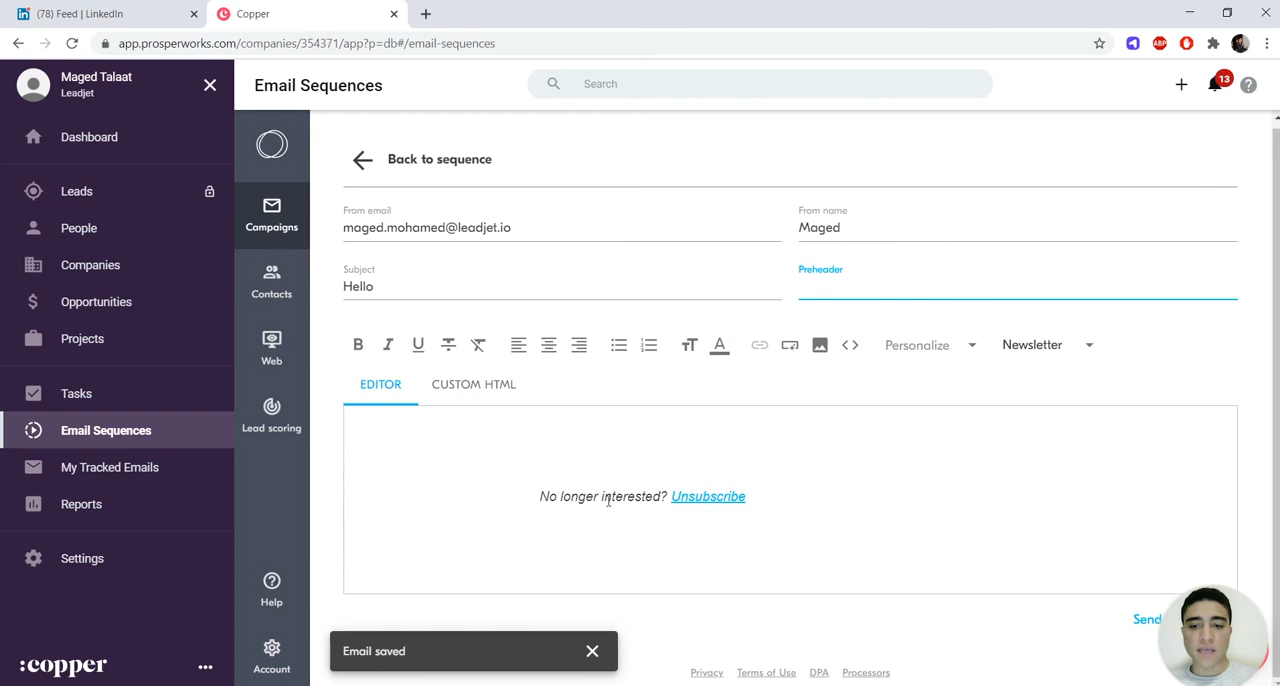 (78) Feed | LinkedIn
Copper
app.prosperworks.com/companies/354371/app?p=db#/email-sequences
ABP
Maged Talaat
Leadjet
Email Sequences
Search
13
Dashboard
Leads
People
Companies
Opportunities
Projects
Tasks
Email Sequences
My Tracked Emails
Reports
Settings
:copper
Campaigns
Contacts
Web
Lead scoring
Help
Account
Back to sequence
From email
maged.mohamed@leadjet.io
From name
Maged
Subject
Hello
Preheader
Personalize
Newsletter
EDITOR
CUSTOM HTML
No longer interested? Unsubscribe
Send
Email saved
Privacy
Terms of Use
DPA
Processors